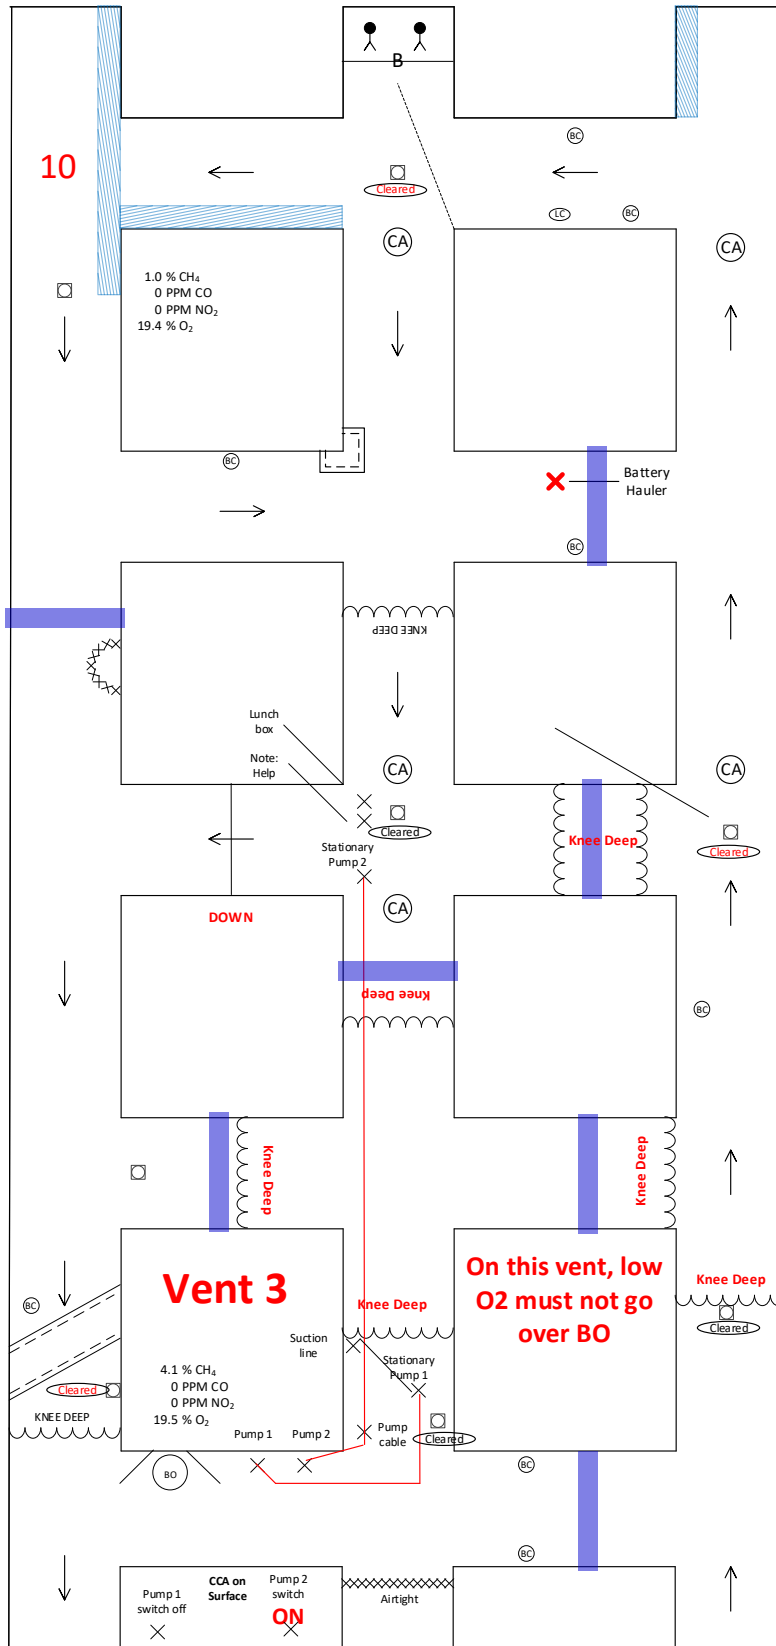 B
BC
10
Cleared
LC
BC
CA
CA
1.0 % CH₄
0 PPM CO
0 PPM NO₂
19.4 % O₂
BC
Battery
Hauler
BC
KNEE DEEP
Lunch
box
Note:
Help
CA
CA
Cleared
Knee Deep
Cleared
Stationary
Pump 2
CA
DOWN
Knee Deep
BC
Knee Deep
Knee Deep
Vent 3
On this vent, low
O2 must not go
over BO
Knee Deep
Knee Deep
BC
Cleared
Suction
line
Stationary
Pump 1
4.1 % CH₄
0 PPM CO
0 PPM NO₂
19.5 % O₂
Cleared
KNEE DEEP
Pump 1
Pump 2
Pump
cable
Cleared
BO
BC
BC
Pump 1
switch off
CCA on
Surface
Pump 2
switch
ON
Airtight